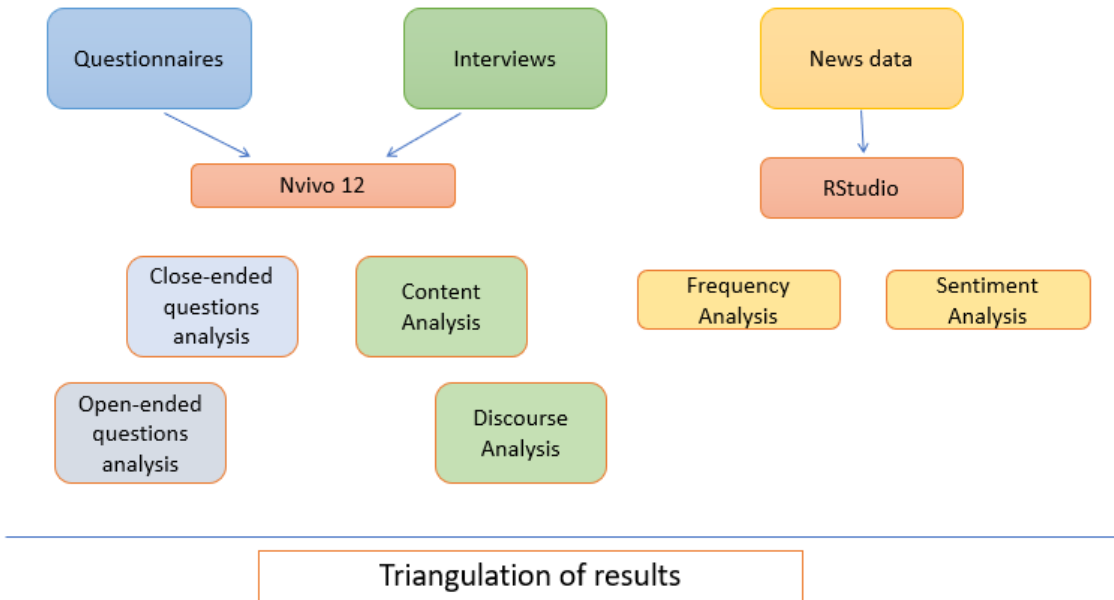 Questionnaires
Interviews
News data
Nvivo 12
RStudio
Close-ended
questions
analysis
Content
Analysis
Frequency
Analysis
Sentiment
Analysis
Open-ended
questions
analysis
Discourse
Analysis
Triangulation of results